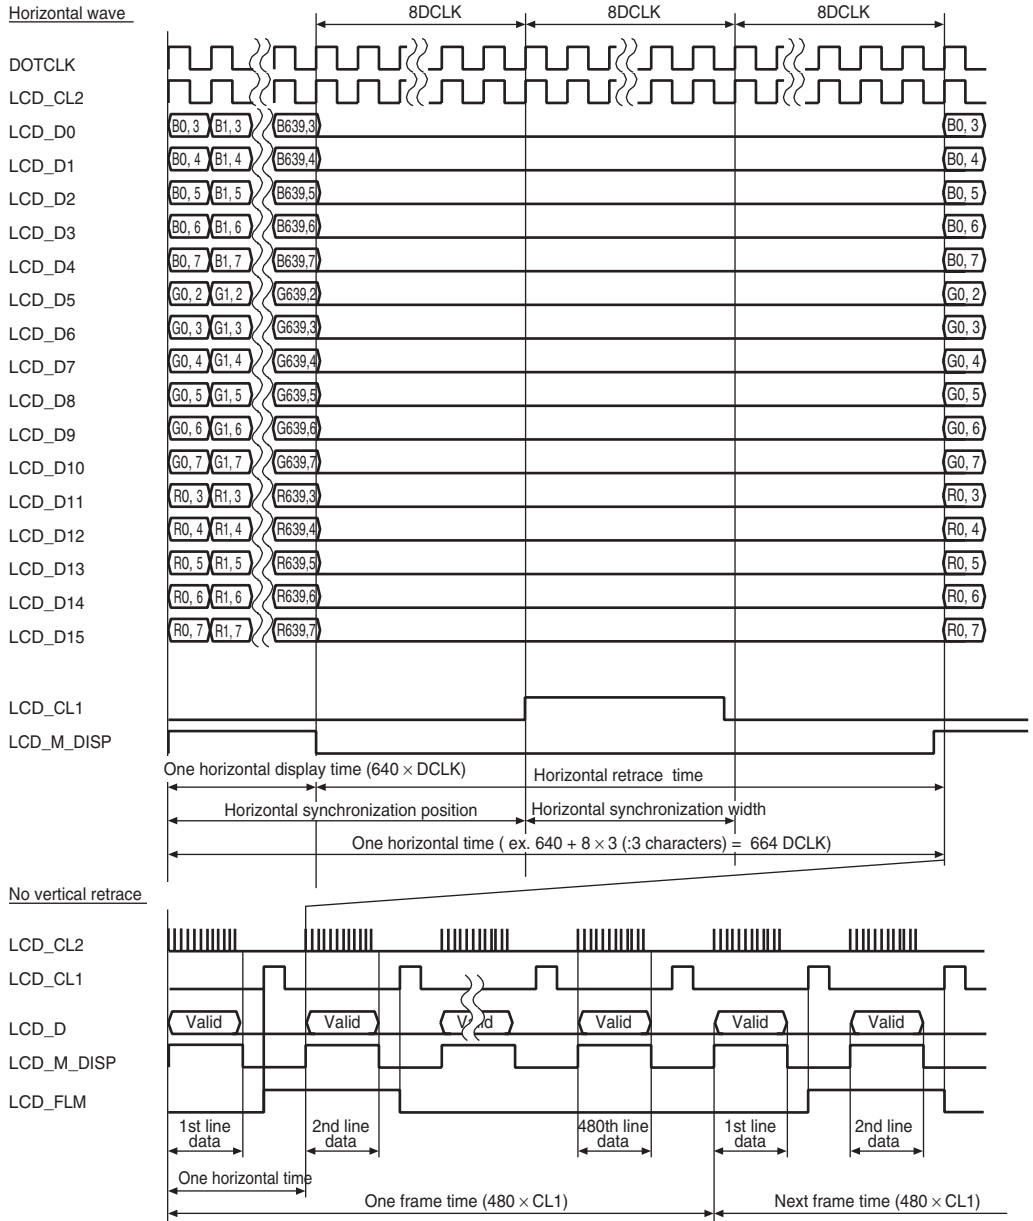 Horizontal wave
8DCLK 8DCLK 8DCLK
DOTCLK
LCD_CL2
LCD_D0 B0, 3 B1, 3 B639,3 B0, 3
LCD_D1 B0, 4 B1, 4 B639,4 B0, 4
LCD_D2 B0, 5 B1, 5 B639,5 B0, 5
LCD_D3 B0, 6 B1, 6 B639,6 B0, 6
LCD_D4 B0, 7 B1, 7 B639,7 B0, 7
LCD_D5 G0, 2 G1, 2 G639,2 G0, 2
LCD_D6 G0, 3 G1, 3 G639,3 G0, 3
LCD_D7 G0, 4 G1, 4 G639,4 G0, 4
LCD_D8 G0, 5 G1, 5 G639,5 G0, 5
LCD_D9 G0, 6 G1, 6 G639,6 G0, 6
LCD_D10 G0, 7 G1, 7 G639,7 G0, 7
LCD_D11 R0, 3 R1, 3 R639,3 R0, 3
LCD_D12 R0, 4 R1, 4 R639,4 R0, 4
LCD_D13 R0, 5 R1, 5 R639,5 R0, 5
LCD_D14 R0, 6 R1, 6 R639,6 R0, 6
LCD_D15 R0, 7 R1, 7 R639,7 R0, 7
LCD_CL1
LCD_M_DISP
One horizontal display time (640 × DCLK)
Horizontal retrace time
Horizontal synchronization position
Horizontal synchronization width
One horizontal time ( ex. 640 + 8 × 3 (:3 characters) = 664 DCLK)
No vertical retrace
LCD_CL2
LCD_CL1
LCD_D Valid Valid Valid Valid Valid Valid
LCD_M_DISP
LCD_FLM
1st line data
2nd line data
480th line data
1st line data
2nd line data
One horizontal time
One frame time (480 × CL1)
Next frame time (480 × CL1)